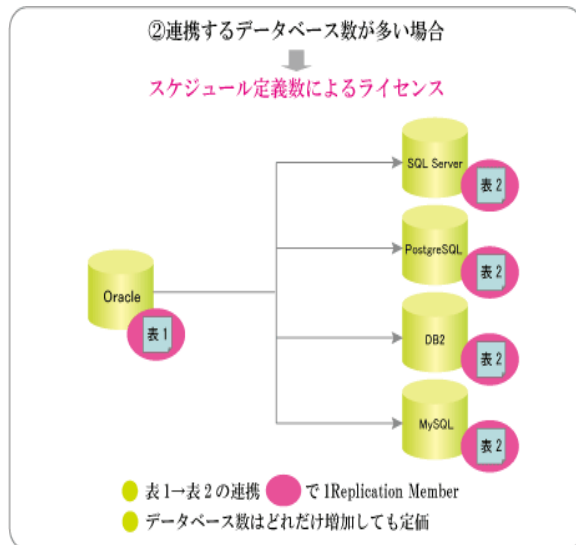 ②連携するデータベース数が多い場合
スケジュール定義数によるライセンス
SQL Server
表 2
PostgreSQL
表 2
Oracle
表 1
DB2
表 2
MySQL
表 2
表 1→表 2 の連携 で 1Replication Member
データベース数はどれだけ増加しても定価